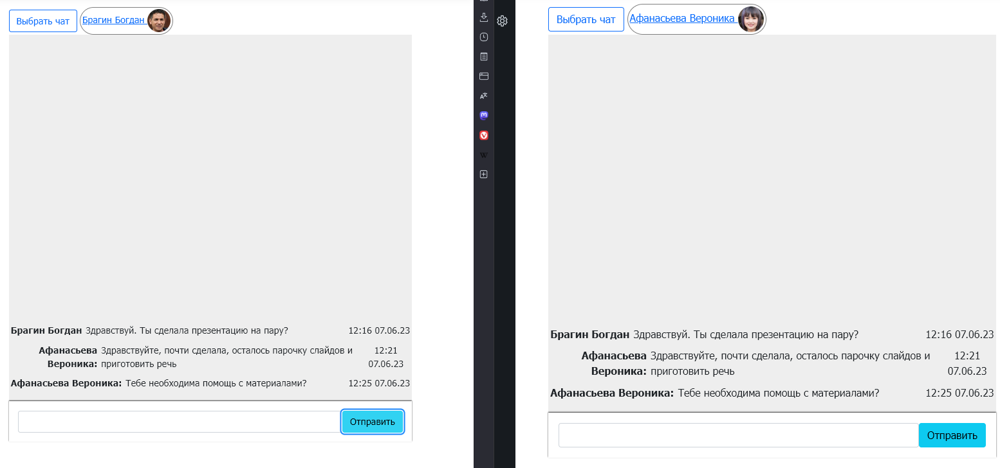 Выбрать чат Брагин Богдан
Брагин Богдан Здравствуй. Ты сделала презентацию на пару? 12:16 07.06.23
Афанасьева Здравствуйте, почти сделала, осталось парочку слайдов и 12:21
Вероника: приготовить речь 07.06.23
Афанасьева Вероника: Тебе необходима помощь с материалами? 12:25 07.06.23
Отправить
W
Выбрать чат Афанасьева Вероника
Брагин Богдан Здравствуй. Ты сделала презентацию на пару? 12:16 07.06.23
Афанасьева Здравствуйте, почти сделала, осталось парочку слайдов и 12:21
Вероника: приготовить речь 07.06.23
Афанасьева Вероника: Тебе необходима помощь с материалами? 12:25 07.06.23
Отправить